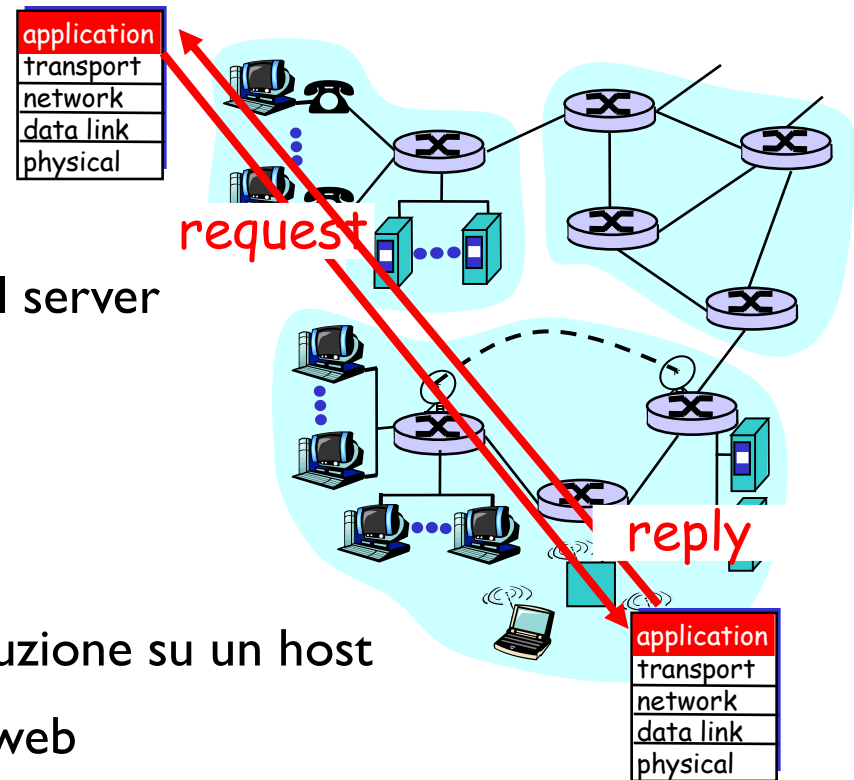 application
transport
network
data link
physical
request
l server
reply
uzione su un host
web
application
transport
network
data link
physical